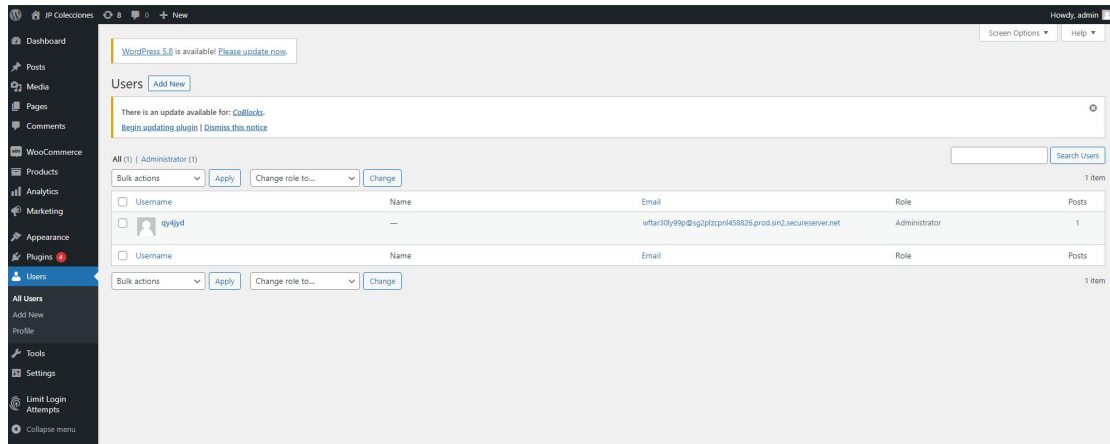 JP Colecciones 8 0 + New Howdy, admin
Dashboard
Posts
Media
Pages
Comments
WooCommerce
Products
Analytics
Marketing
Appearance
Plugins 4
Users
All Users
Add New
Profile
Tools
Settings
Limit Login
Attempts
Collapse menu
Screen Options ▼ Help ▼
WordPress 5.8 is available! Please update now.
Users Add New
There is an update available for: CoBlocks.
Begin updating plugin | Dismiss this notice
All (1) | Administrator (1) Search Users
Bulk actions Apply Change role to... Change 1 item
Username Name Email Role Posts
qy4jyd — wftar30ly99p@sg2plzcpnl458826.prod.sin2.secureserver.net Administrator 1
Username Name Email Role Posts
Bulk actions Apply Change role to... Change 1 item